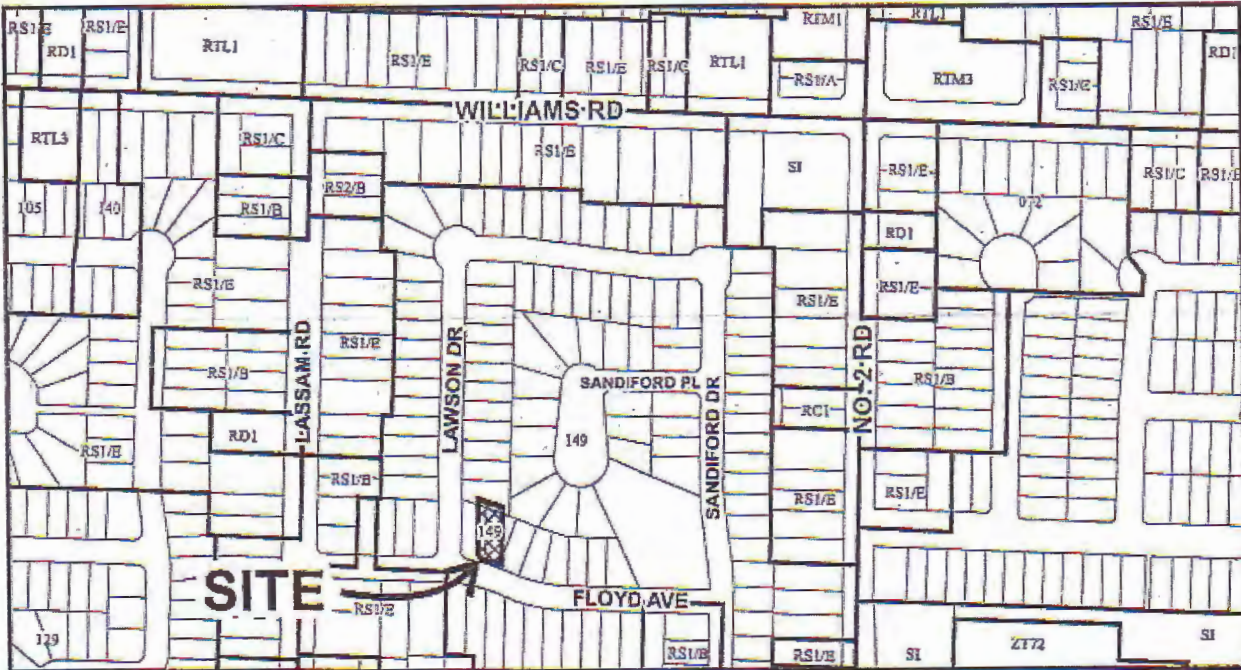 RS1/E
RD1
RS1/E
RTL1
RS1/E
RS1/C
RS1/E
RS1/C
RTL1
RTM1
RS1/A
RTL1
RTM3
RS1/C
RS1/E
RD1
WILLIAMS RD
RTL3
RS1/C
RS1/E
SI
RS1/E
RS1/C
RS1/E
105
140
RS1/B
RS2/B
RD1
RS1/E
RS1/E
RS1/E
RS1/E
RS1/B
LASSAM RD
LAWSON DR
SANDIFORD PL
SANDIFORD DR
NO. 2 RD
RS1/B
RC1
RD1
149
RS1/E
RS1/B
RS1/E
RS1/E
149
SITE
FLOYD AVE
RS1/E
129
RS1/B
RS1/E
SI
ZT72
SI